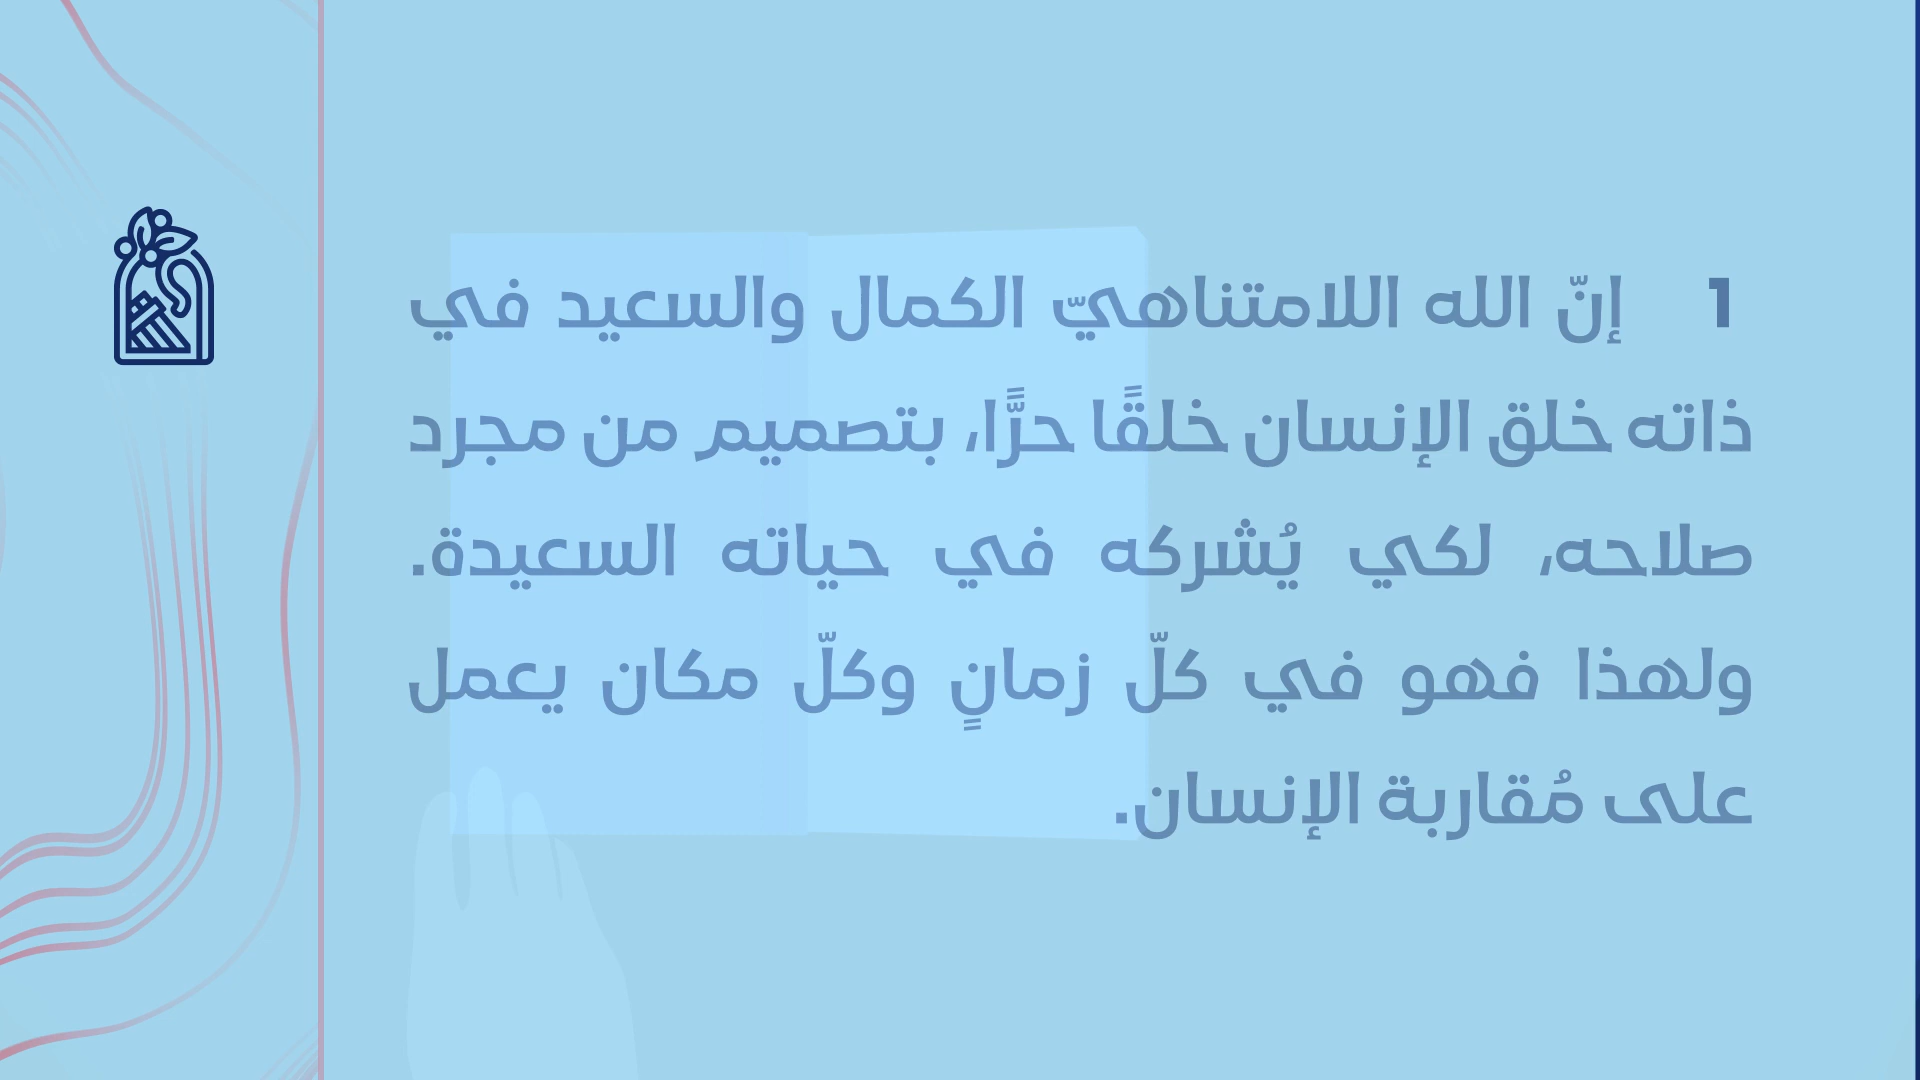 1 إنّ الله اللامتناهيّ الكمال والسعيد في
ذاته خلق الإنسان خلقًا حرًّا، بتصميم من مجرد
صلاحه، لكي يُشركه في حياته السعيدة.
ولهذا فهو في كلّ زمانٍ وكلّ مكان يعمل
على مُقاربة الإنسان.